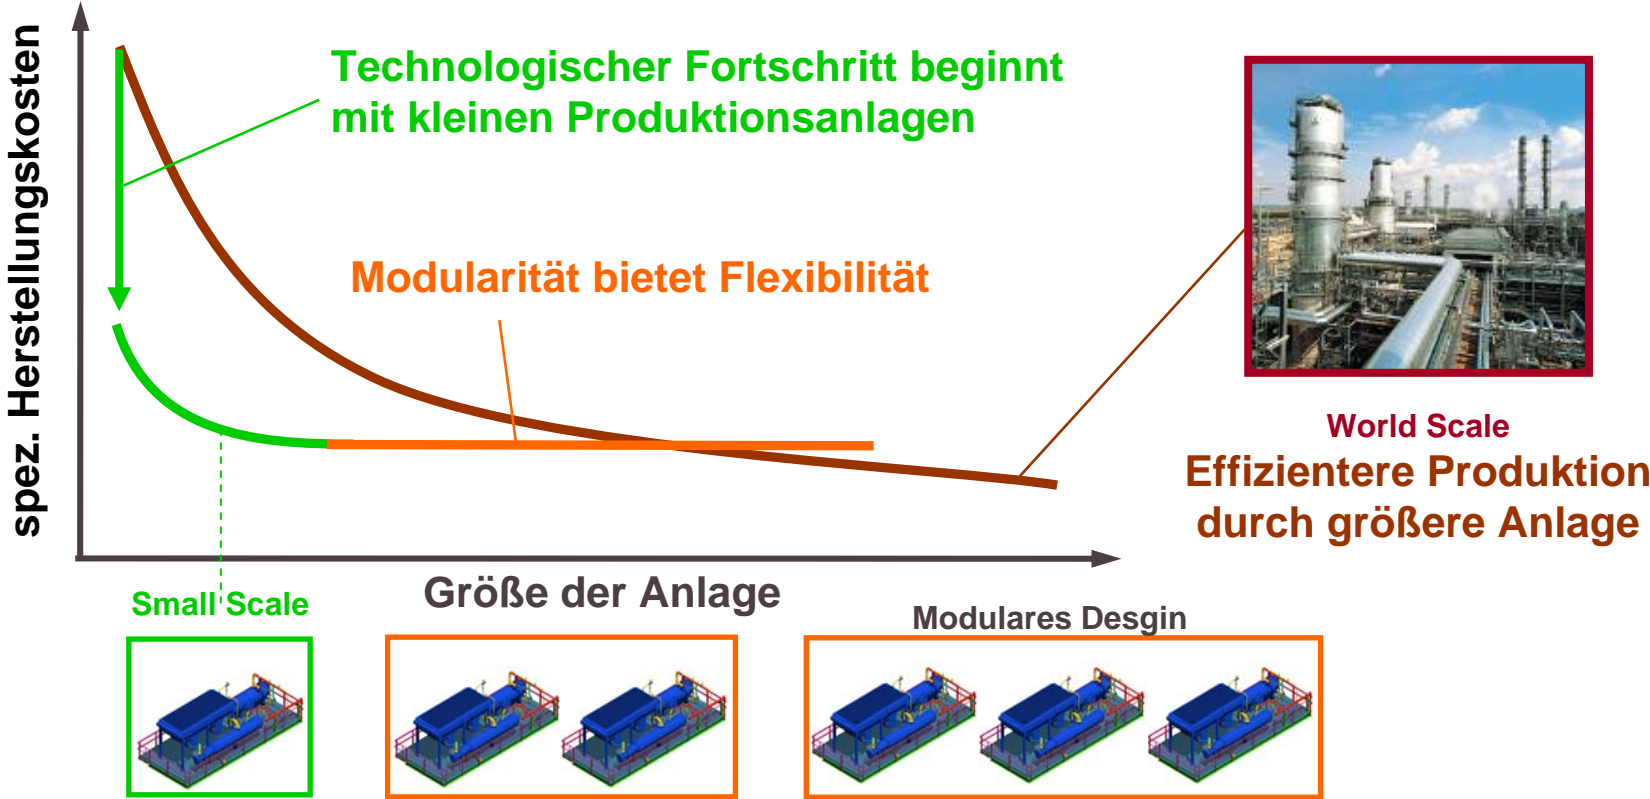 spez. Herstellungskosten
Technologischer Fortschritt beginnt
mit kleinen Produktionsanlagen
Modularität bietet Flexibilität
World Scale
Effizientere Produktion
durch größere Anlage
Größe der Anlage
Small Scale
Modulares Desgin